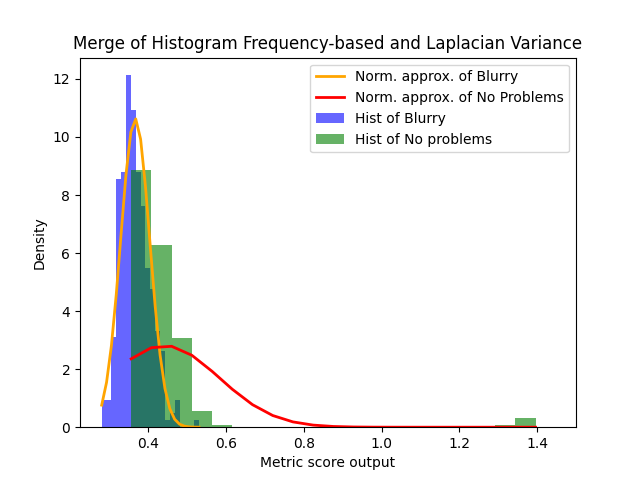 Merge of Histogram Frequency-based and Laplacian Variance
Norm. approx. of Blurry
Norm. approx. of No Problems
Hist of Blurry
Hist of No problems
12
10
8
6
4
2
0
Density
0.4 0.6 0.8 1.0 1.2 1.4
Metric score output